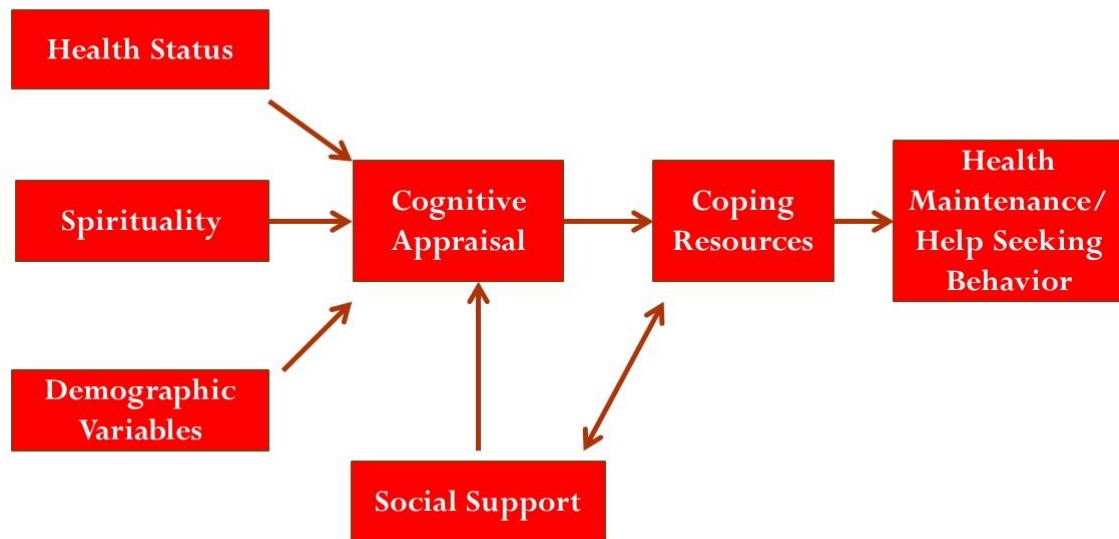 Health Status
Spirituality
Demographic
Variables
Cognitive
Appraisal
Social Support
Coping
Resources
Health
Maintenance/
Help Seeking
Behavior